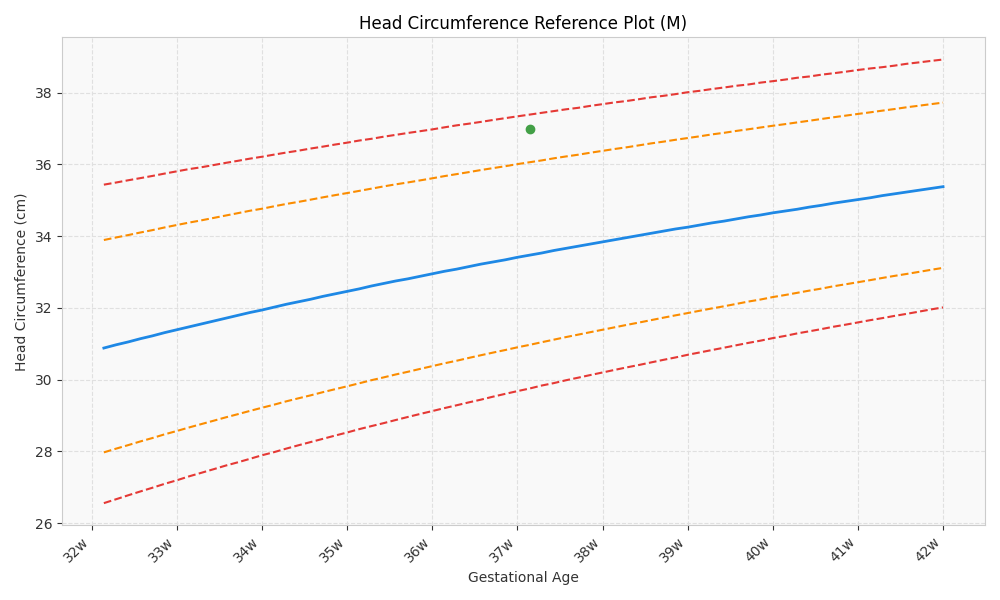 Head Circumference Reference Plot (M)
Head Circumference (cm)
38
36
34
32
30
28
26
32w 33w 34w 35w 36w 37w 38w 39w 40w 41w 42w
Gestational Age